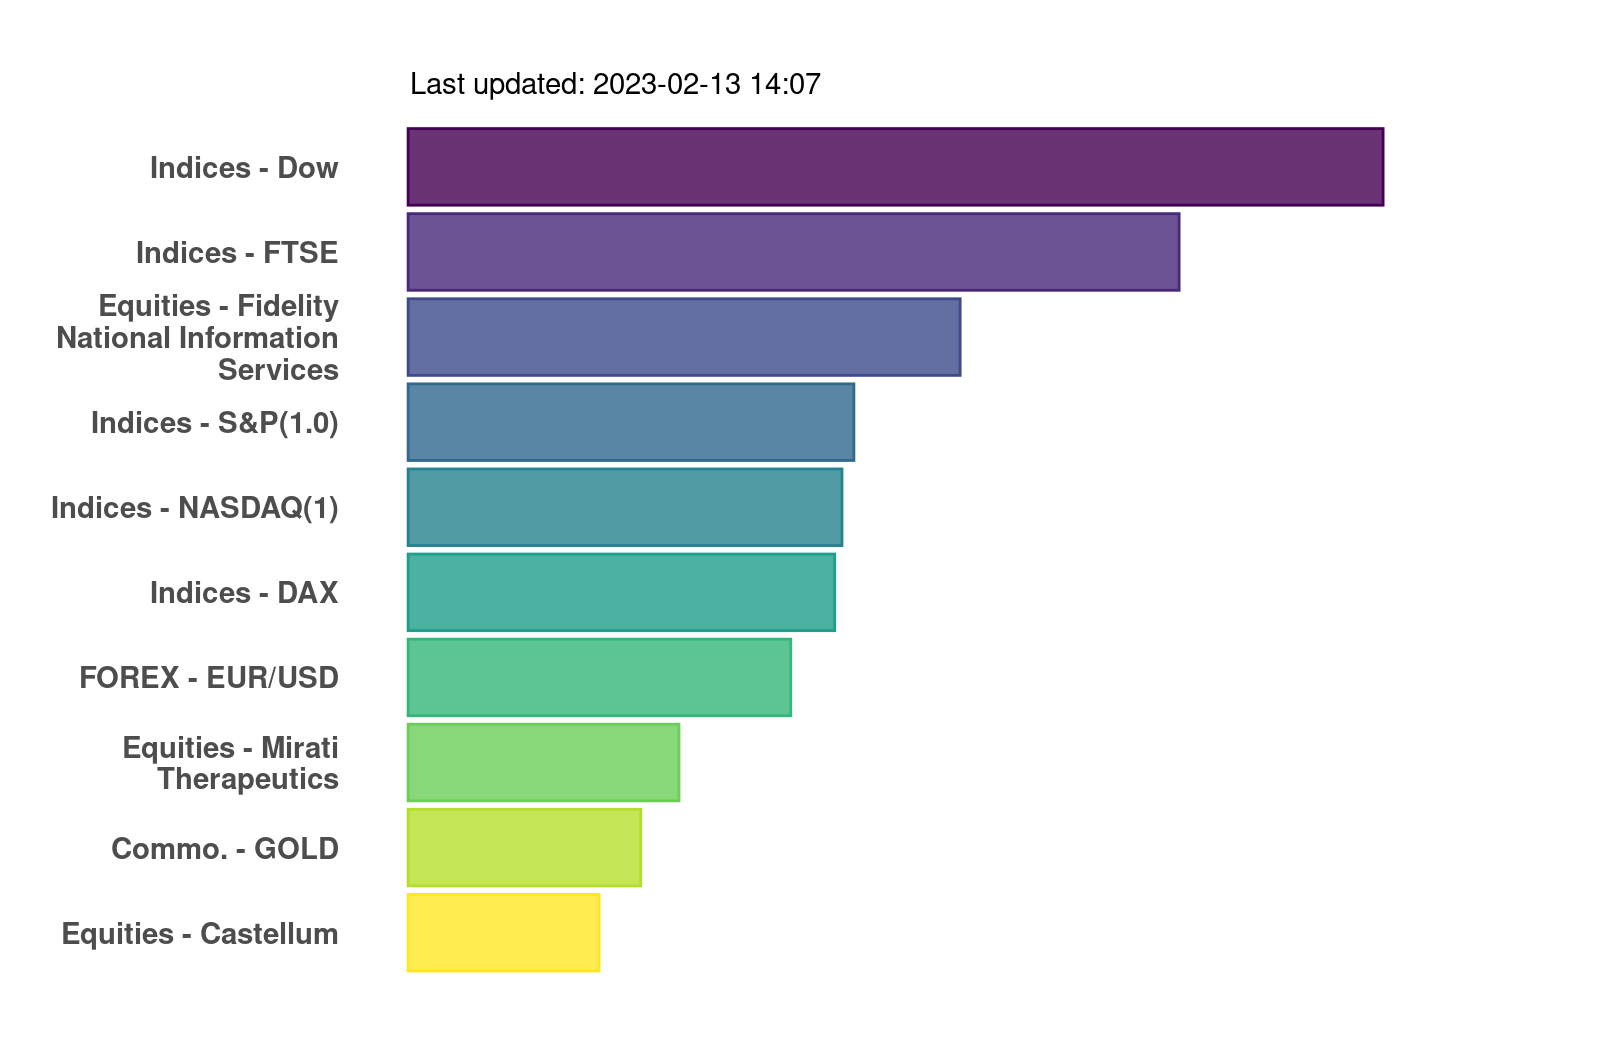 Last updated: 2023-02-13 14:07
Indices - Dow
Indices - FTSE
Equities - Fidelity
National Information
Services
Indices - S&P(1.0)
Indices - NASDAQ(1)
Indices - DAX
FOREX - EUR/USD
Equities - Mirati
Therapeutics
Commo. - GOLD
Equities - Castellum